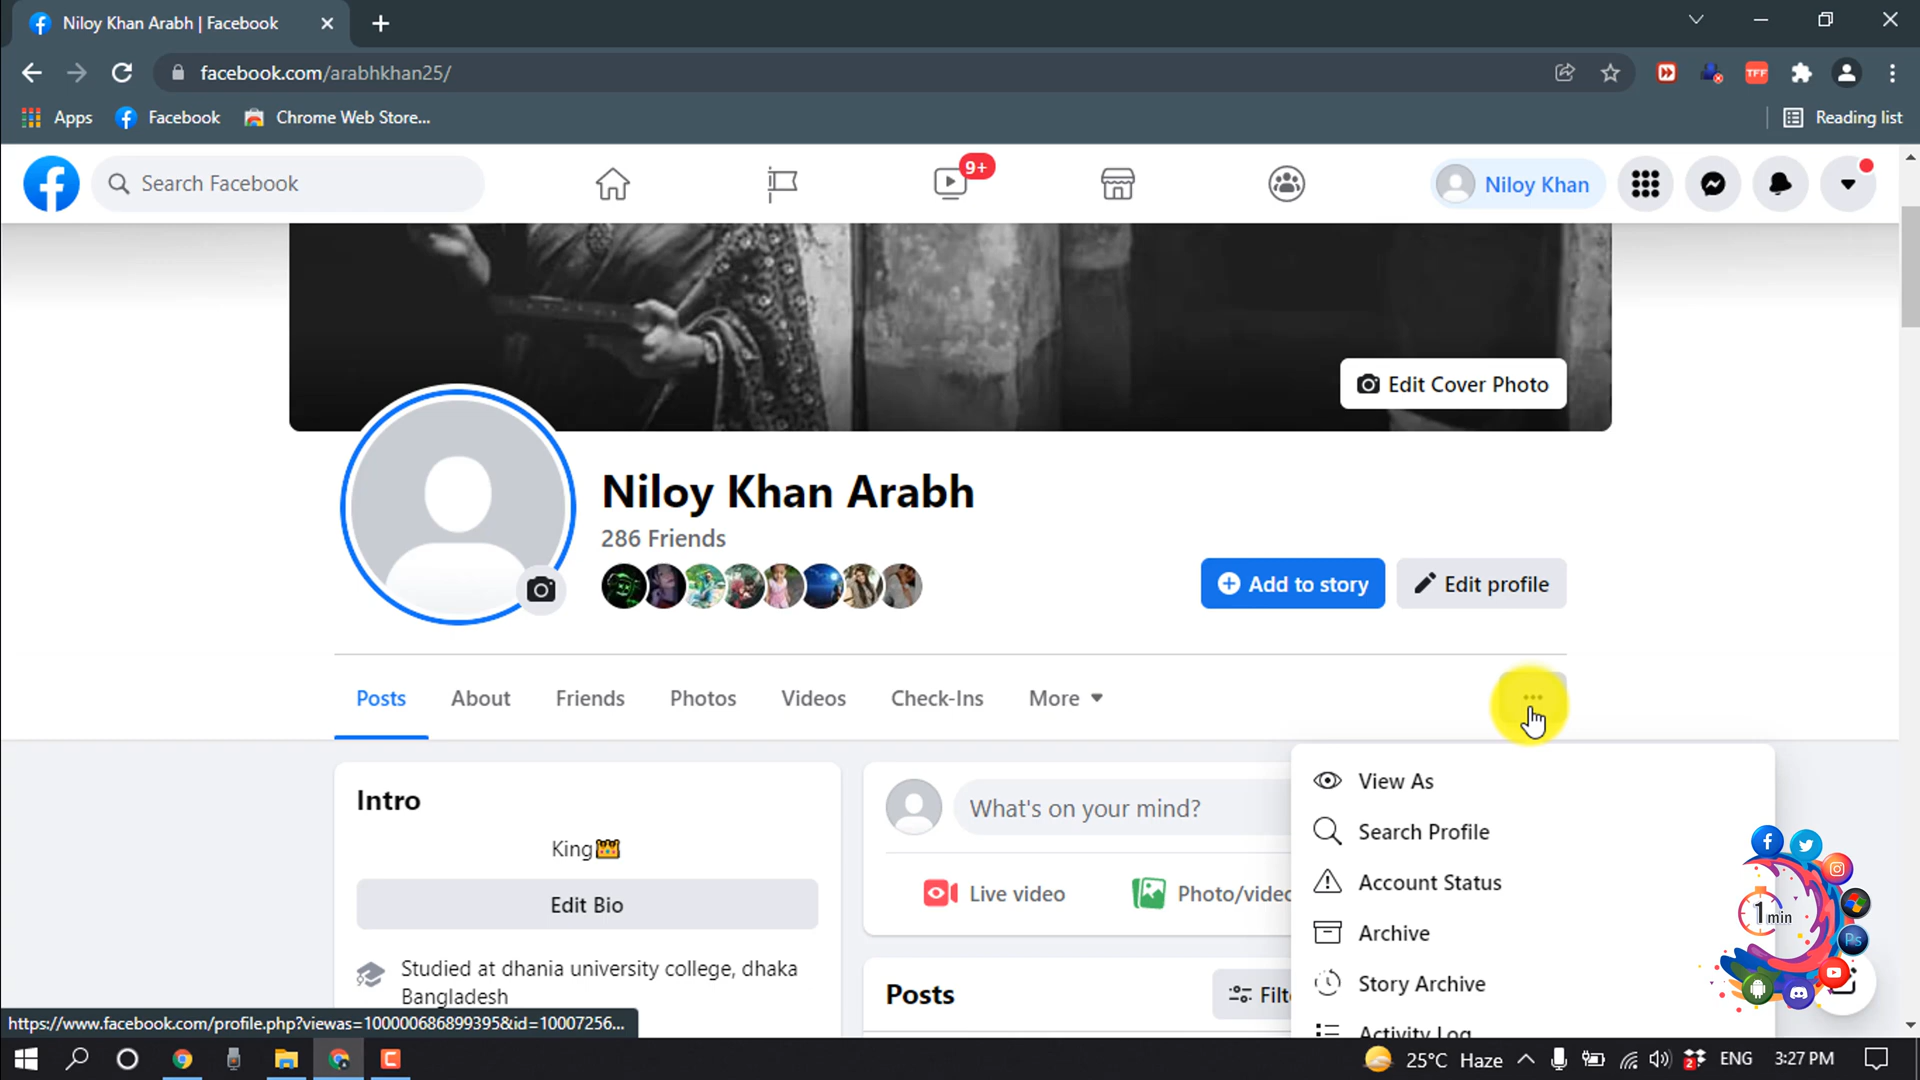 Niloy Khan Arabh | Facebook
facebook.com/arabhkhan25/
TFF
Apps
Facebook
Chrome Web Store...
Reading list
Search Facebook
9+
Niloy Khan
Edit Cover Photo
Niloy Khan Arabh
286 Friends
Add to story
Edit profile
Posts
About
Friends
Photos
Videos
Check-Ins
More
Intro
King
Edit Bio
Studied at dhania university college, dhaka
Bangladesh
What's on your mind?
Live video
Photo/video
Posts
Filt
View As
Search Profile
Account Status
Archive
Story Archive
Activity Log
1 min
Ps
https://www.facebook.com/profile.php?viewas=100000686899395&id=10007256...
25°C Haze
2
ENG
3:27 PM